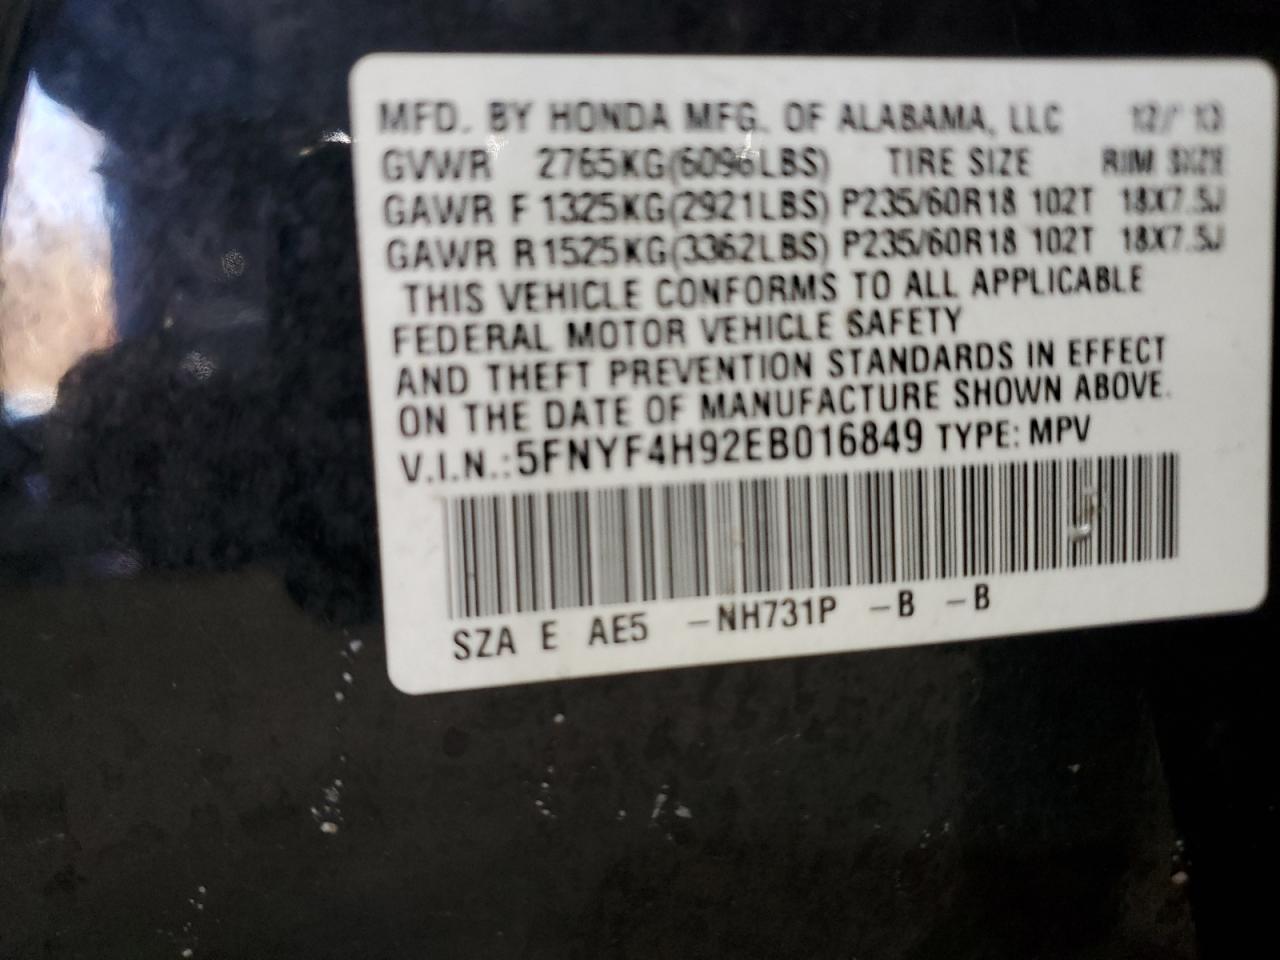 MFD. BY HONDA MFG. OF ALABAMA, LLC 12/ 13
GVWR 2765KG(6096LBS) TIRE SIZE RIM SIZE
GAWR F 1325KG(2921LBS) P235/60R18 102T 18X7.5J
GAWR R 1525KG(3362LBS) P235/60R18 102T 18X7.5J
THIS VEHICLE CONFORMS TO ALL APPLICABLE
FEDERAL MOTOR VEHICLE SAFETY
AND THEFT PREVENTION STANDARDS IN EFFECT
ON THE DATE OF MANUFACTURE SHOWN ABOVE.
V.I.N.: 5FNYF4H92EB016849 TYPE: MPV
SZA E AE5 –NH731P –B –B